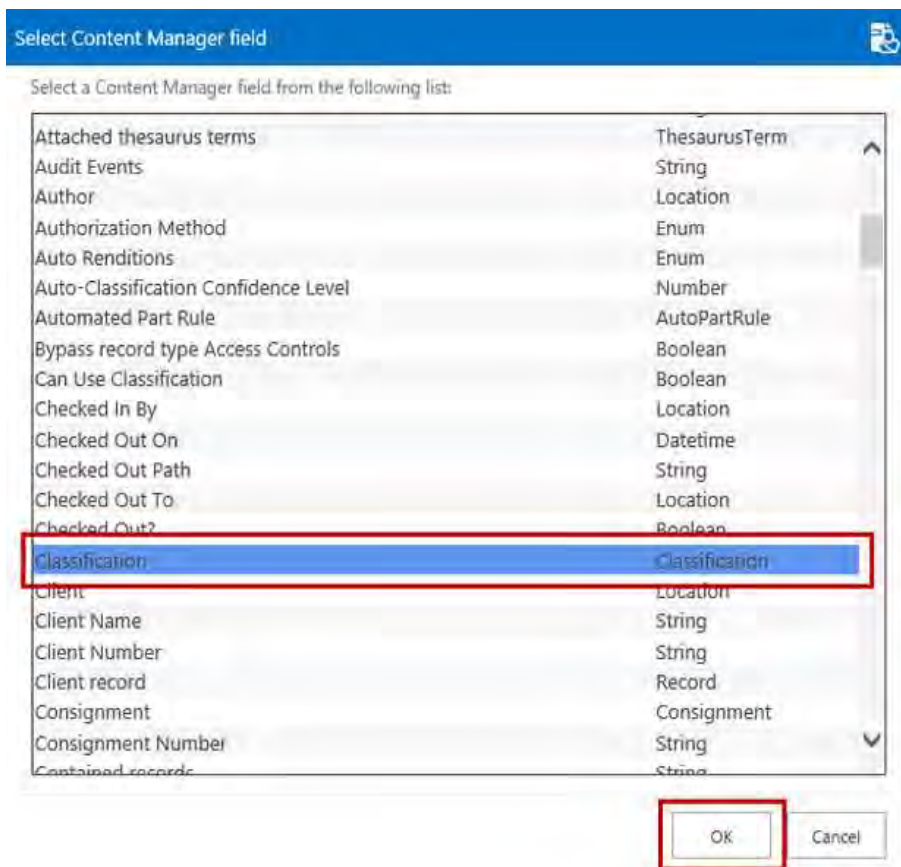 Select Content Manager field
Select a Content Manager field from the following list:
Attached thesaurus terms ThesaurusTerm
Audit Events String
Author Location
Authorization Method Enum
Auto Renditions Enum
Auto-Classification Confidence Level Number
Automated Part Rule AutoPartRule
Bypass record type Access Controls Boolean
Can Use Classification Boolean
Checked In By Location
Checked Out On Datetime
Checked Out Path String
Checked Out To Location
Checked Out? Boolean
Classification Classification
Client Location
Client Name String
Client Number String
Client record Record
Consignment Consignment
Consignment Number String
Contained records String
OK Cancel